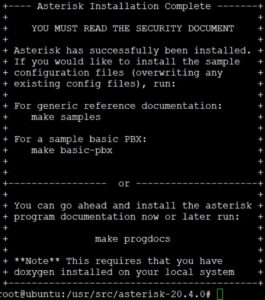 +---- Asterisk Installation Complete -------+
+ +
+ YOU MUST READ THE SECURITY DOCUMENT +
+ +
+ Asterisk has successfully been installed. +
+ If you would like to install the sample +
+ configuration files (overwriting any +
+ existing config files), run: +
+ +
+ For generic reference documentation: +
+ make samples +
+ +
+ For a sample basic PBX: +
+ make basic-pbx +
+ +
+ +
+----------------- or ---------------------+
+ +
+ You can go ahead and install the asterisk +
+ program documentation now or later run: +
+ +
+ make progdocs +
+ +
+ **Note** This requires that you have +
+ doxygen installed on your local system +
+-------------------------------------------+
root@ubuntu:/usr/src/asterisk-20.4.0#